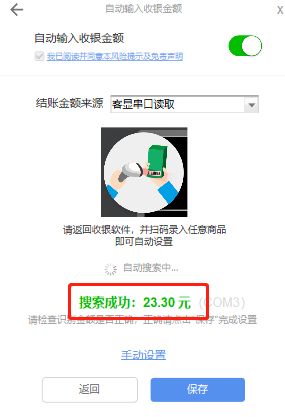 自动输入收银金额
X
自动输入收银金额
我已阅读并同意本风险提示及免责声明
结账金额来源 客显串口读取
请返回收银软件，并扫码录入任意商品
即可自动设置
自动搜索中...
搜索成功：23.30 元 （COM3）
请检查识别金额是否正确，正确请点击“保存”完成设置
手动设置
返回 保存